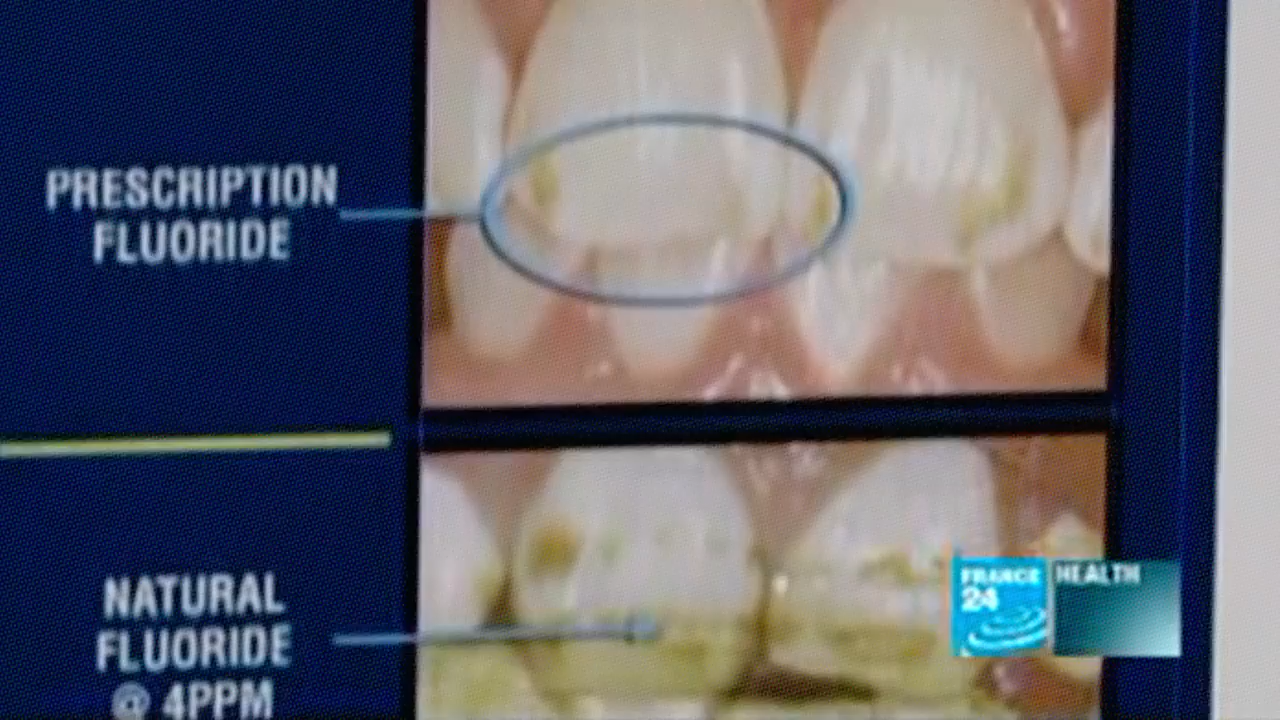 PRESCRIPTION
FLUORIDE
NATURAL
FLUORIDE
@ 4PPM
FRANCE
24
HEALTH